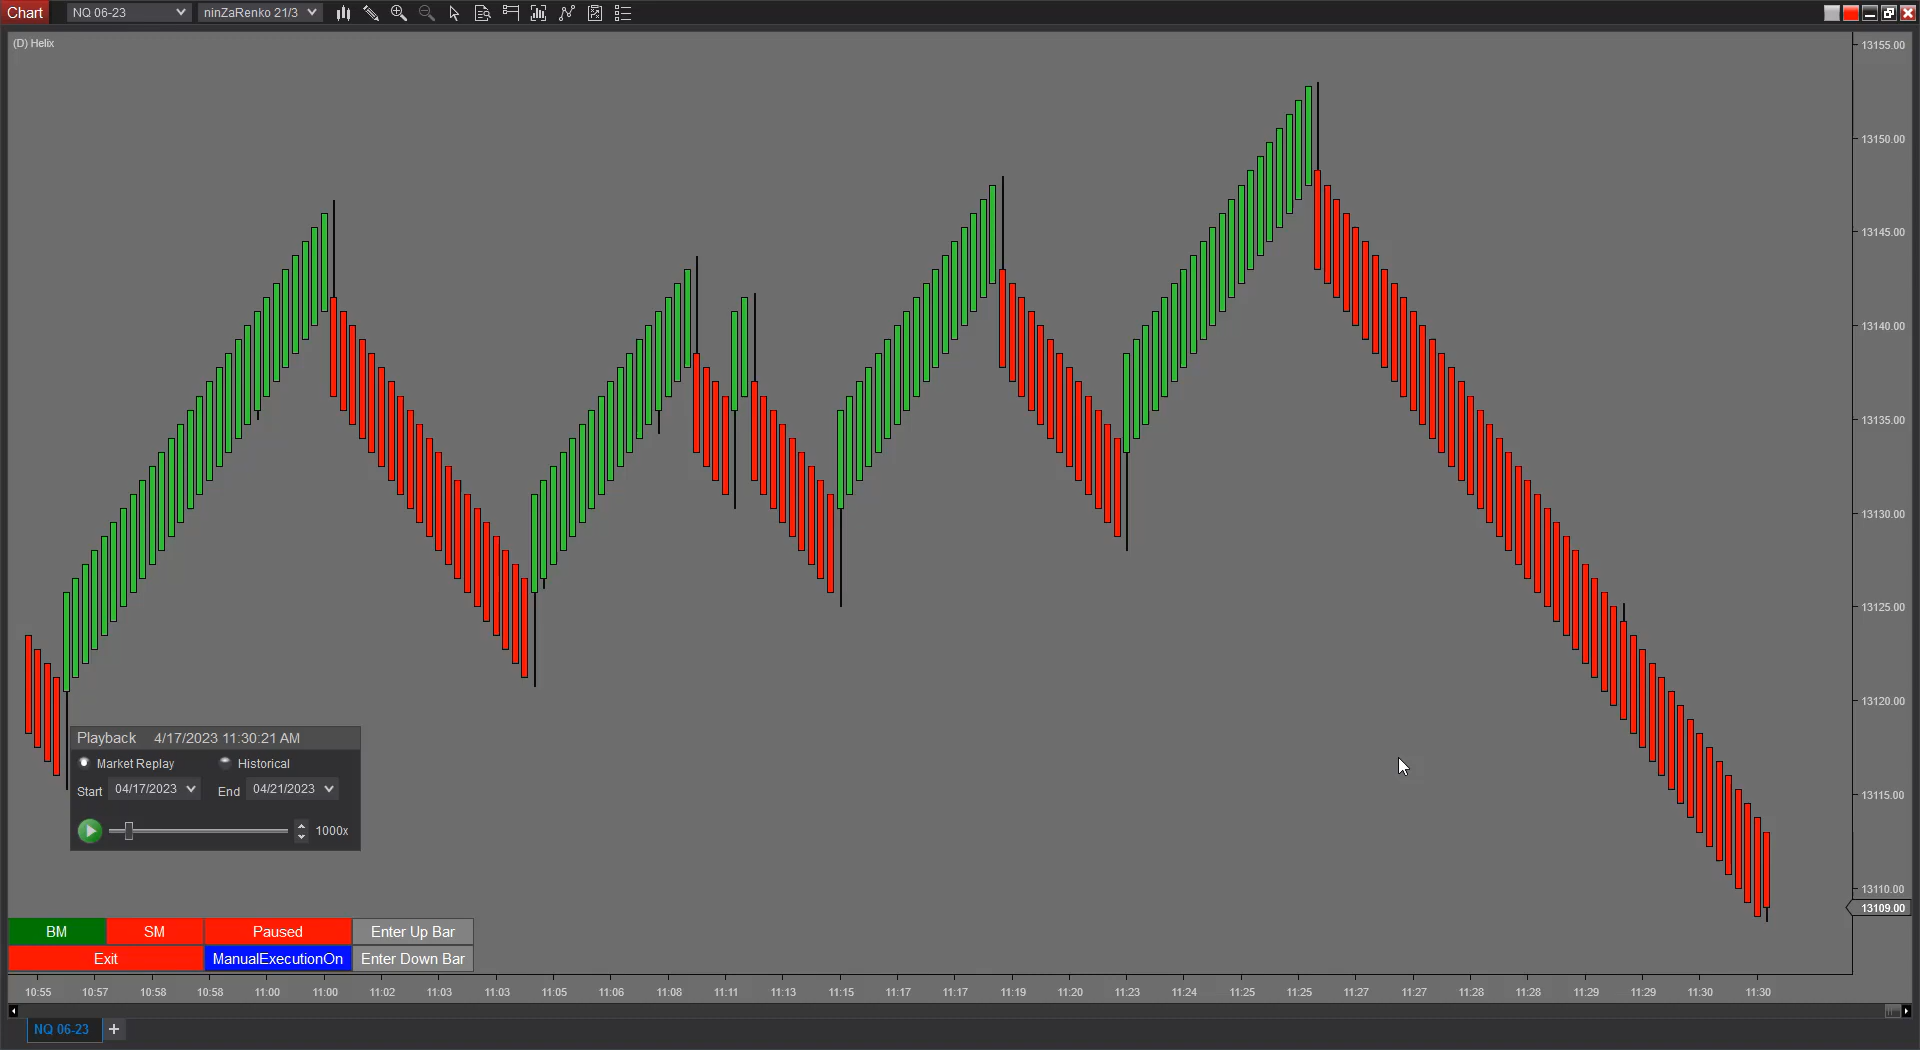 Chart NQ 06-23 ninZaRenko 21/3
(D) Helix
13155.00
13150.00
13145.00
13140.00
13135.00
13130.00
13125.00
13120.00
13115.00
13110.00
13109.00
Playback 4/17/2023 11:30:21 AM
Market Replay Historical
Start 04/17/2023 End 04/21/2023
1000x
BM SM Paused Enter Up Bar
Exit ManualExecutionOn Enter Down Bar
10:55 10:57 10:58 10:58 11:00 11:00 11:02 11:03 11:03 11:05 11:06 11:08 11:11 11:13 11:15 11:17 11:17 11:19 11:20 11:23 11:24 11:25 11:25 11:27 11:27 11:28 11:28 11:29 11:29 11:30 11:30
NQ 06-23 +